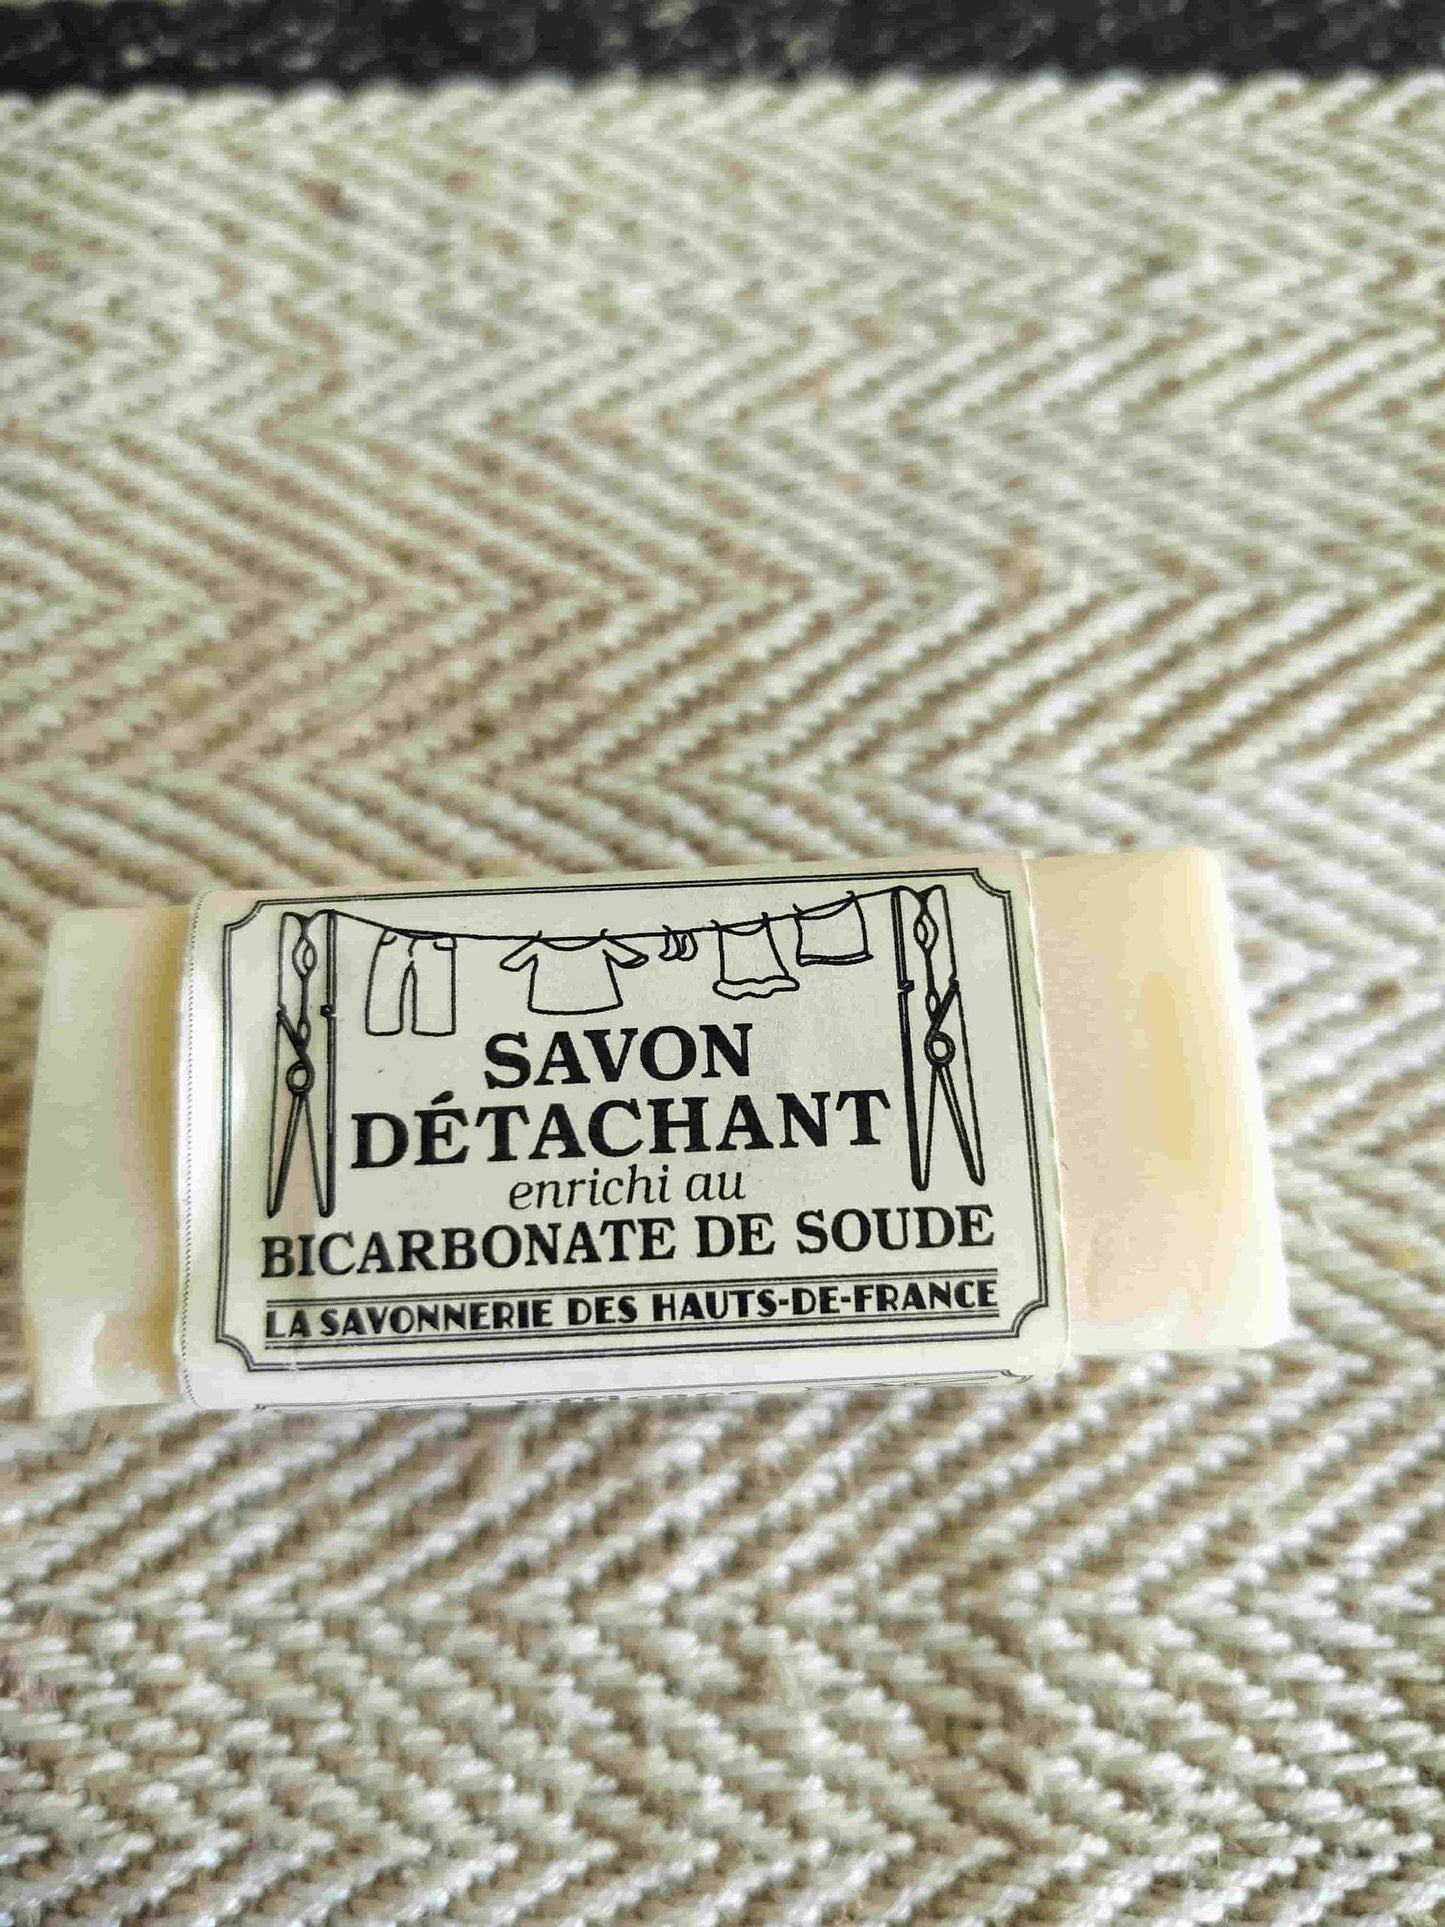 SAVON
DÉTACHANT
enrichi au
BICARBONATE DE SOUDE
LA SAVONNERIE DES HAUTS-DE-FRANCE